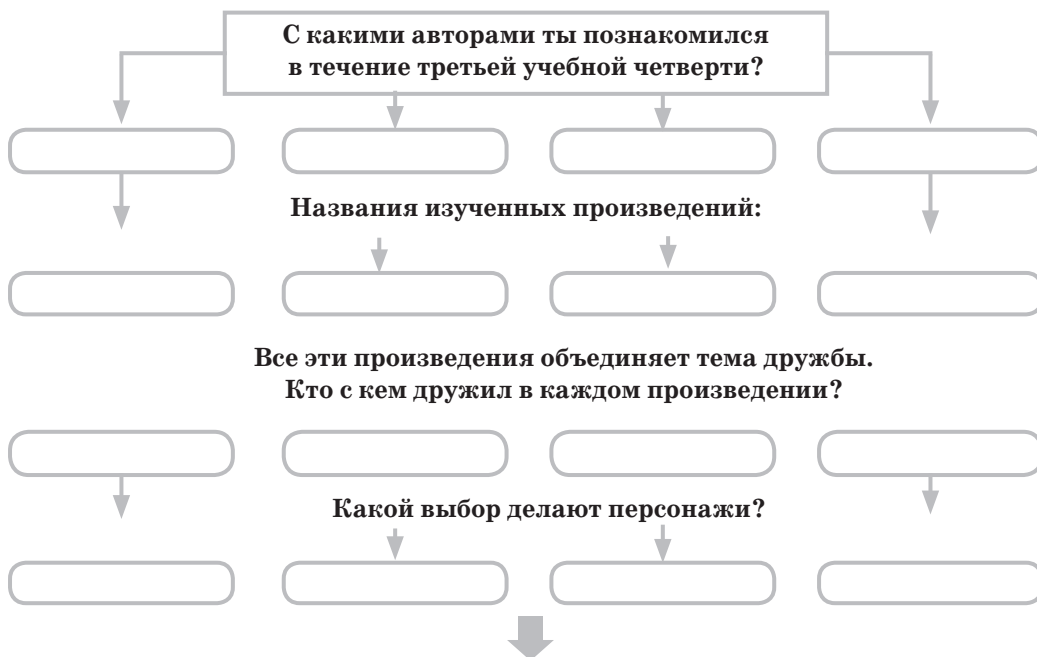 С какими авторами ты познакомился
в течение третьей учебной четверти?
Названия изученных произведений:
Все эти произведения объединяет тема дружбы.
Кто с кем дружил в каждом произведении?
Какой выбор делают персонажи?